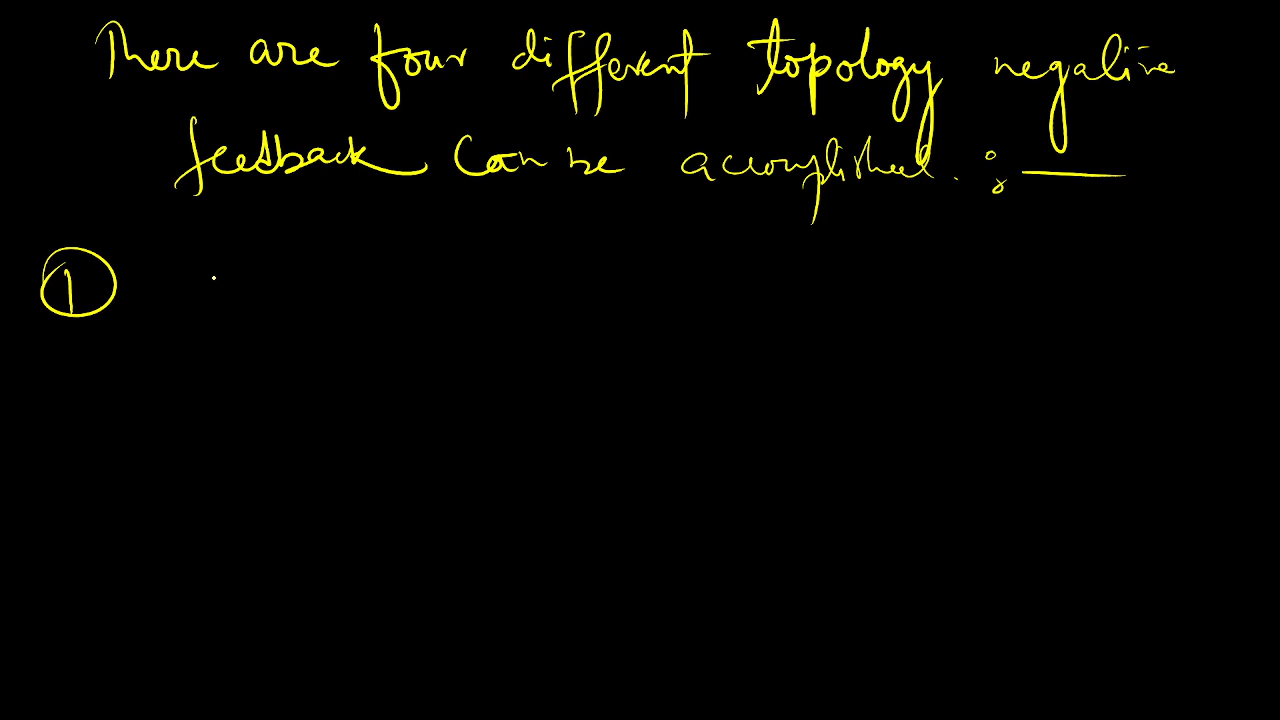 There are four different topology negative
feedback can be accomplished. :—
①